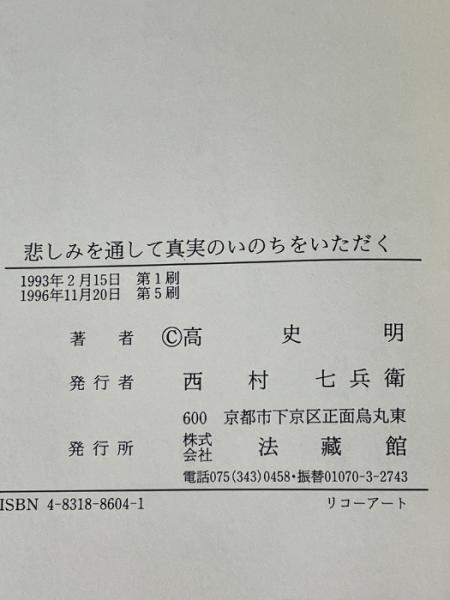 悲しみを通して真実のいのちをいただく
1993年2月15日 第1刷
1996年11月20日 第5刷
著者 ©高史明
発行者 西村七兵衛
600 京都市下京区正面烏丸東
発行所 株式会社 法藏館
電話075(343)0458・振替01070-3-2743
ISBN 4-8318-8604-1 リコーアート